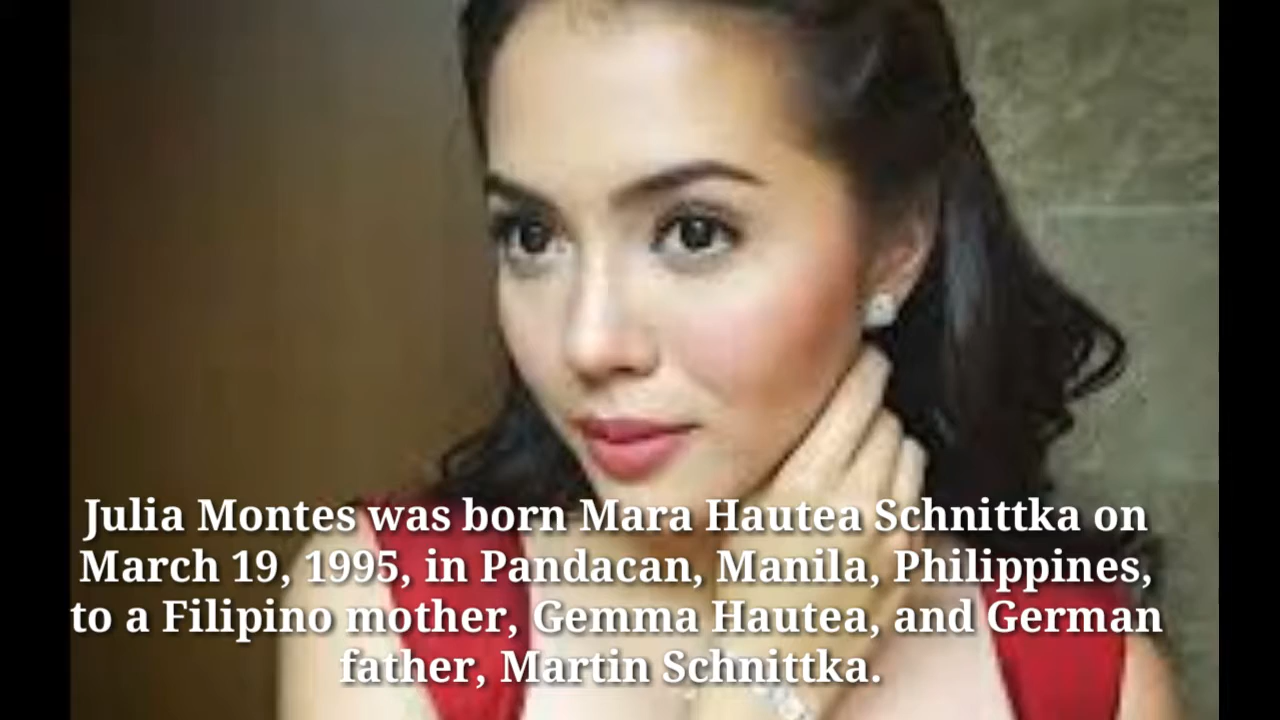 Julia Montes was born Mara Hautea Schnittka on
March 19, 1995, in Pandacan, Manila, Philippines,
to a Filipino mother, Gemma Hautea, and German
father, Martin Schnittka.